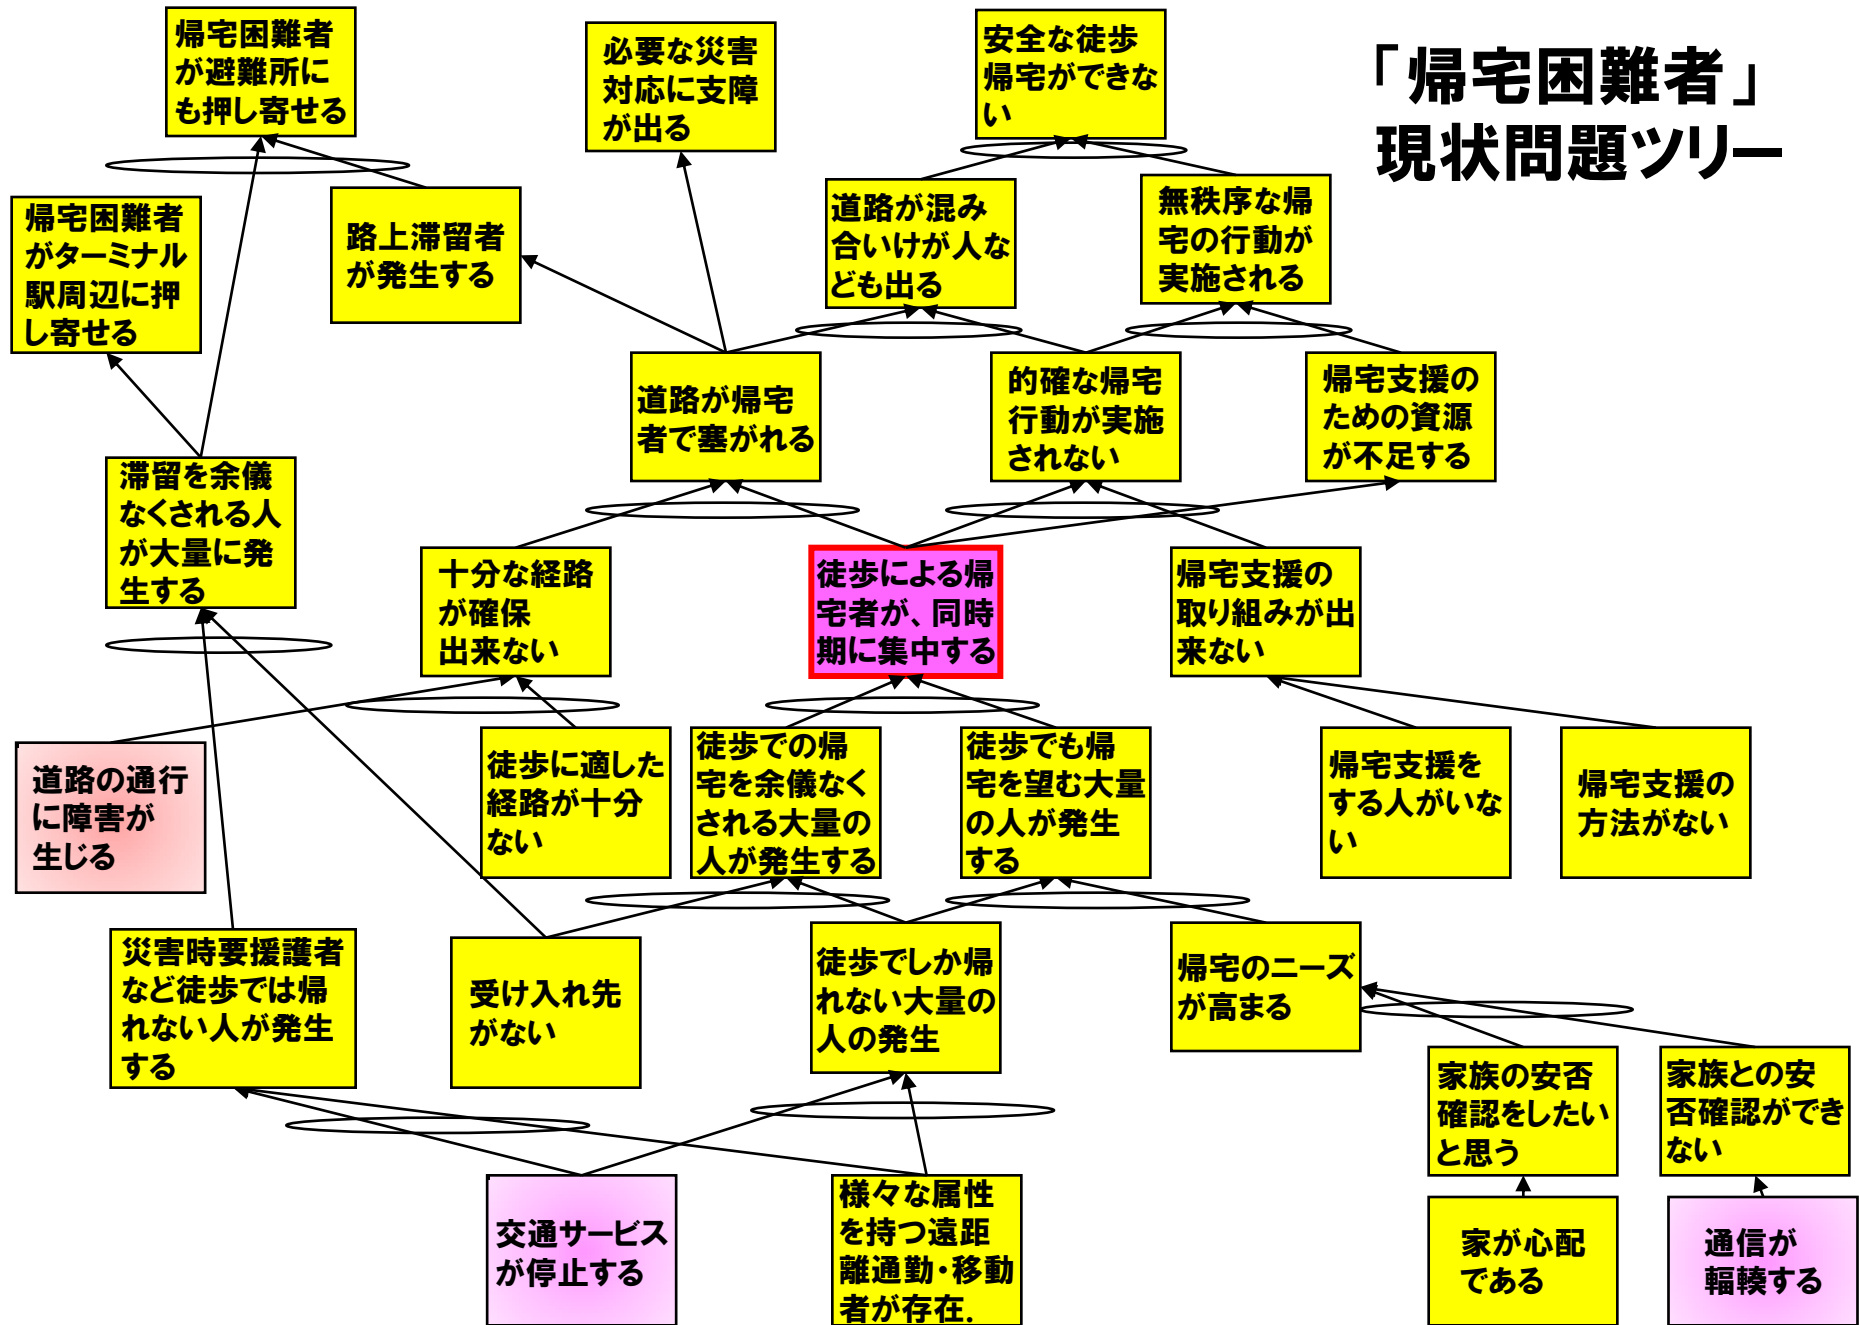 「帰宅困難者」
現状問題ツリー
帰宅困難者
が避難所に
も押し寄せる
必要な災害
対応に支障
が出る
安全な徒歩
帰宅ができな
い
帰宅困難者
がターミナル
駅周辺に押
し寄せる
路上滞留者
が発生する
道路が混み
合いけが人な
ども出る
無秩序な帰
宅の行動が
実施される
道路が帰宅
者で塞がれる
的確な帰宅
行動が実施
されない
帰宅支援の
ための資源
が不足する
滞留を余儀
なくされる人
が大量に発
生する
十分な経路
が確保
出来ない
徒歩による帰
宅者が、同時
期に集中する
帰宅支援の
取り組みが出
来ない
道路の通行
に障害が
生じる
徒歩に適した
経路が十分
ない
徒歩での帰
宅を余儀なく
される大量の
人が発生する
徒歩でも帰
宅を望む大量
の人が発生
する
帰宅支援を
する人がいな
い
帰宅支援の
方法がない
災害時要援護者
など徒歩では帰
れない人が発生
する
受け入れ先
がない
徒歩でしか帰
れない大量の
人の発生
帰宅のニーズ
が高まる
家族の安否
確認をしたい
と思う
家族との安
否確認ができ
ない
交通サービス
が停止する
様々な属性
を持つ遠距
離通勤・移動
者が存在.
家が心配
である
通信が
輻輳する